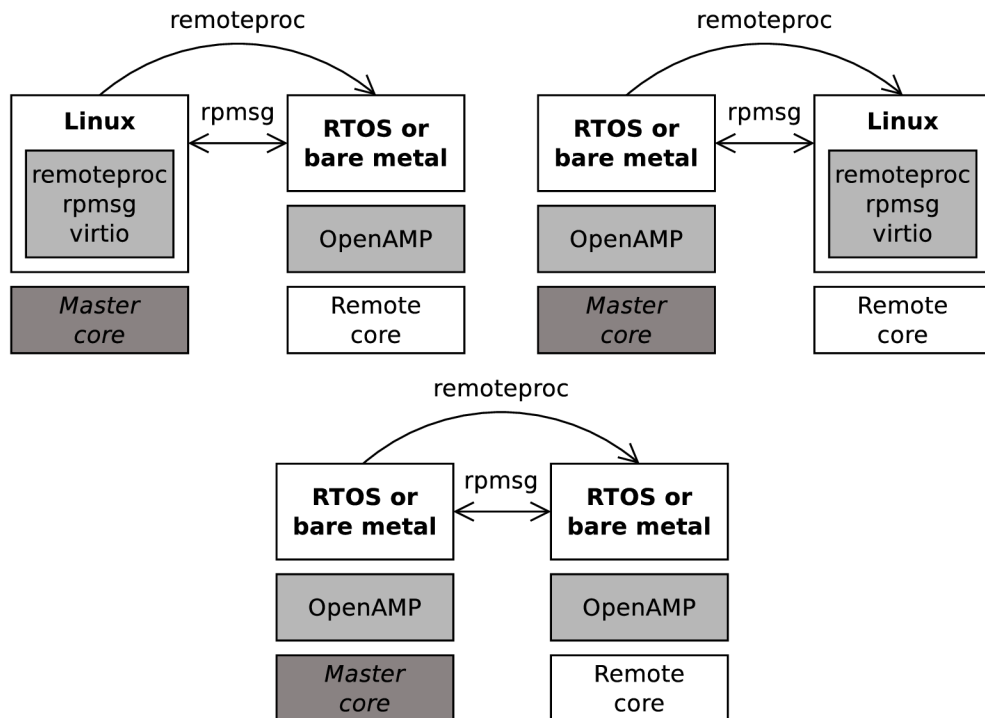 remoteproc
Linux
rpmsg
RTOS or
bare metal
remoteproc
rpmsg
virtio
OpenAMP
Master
core
Remote
core
remoteproc
RTOS or
bare metal
rpmsg
Linux
remoteproc
rpmsg
virtio
OpenAMP
Master
core
Remote
core
remoteproc
RTOS or
bare metal
rpmsg
RTOS or
bare metal
OpenAMP
OpenAMP
Master
core
Remote
core